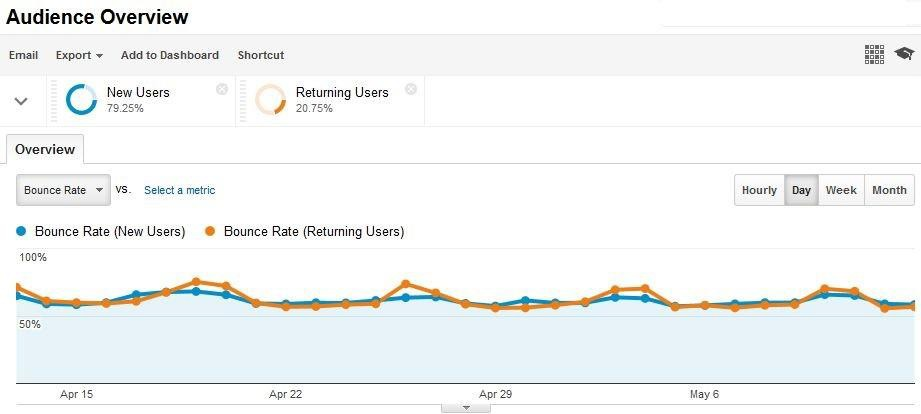 Audience Overview
Email Export Add to Dashboard Shortcut
New Users
79.25%
Returning Users
20.75%
Overview
Bounce Rate vs. Select a metric Hourly Day Week Month
Bounce Rate (New Users) Bounce Rate (Returning Users)
100%
50%
Apr 15 Apr 22 Apr 29 May 6